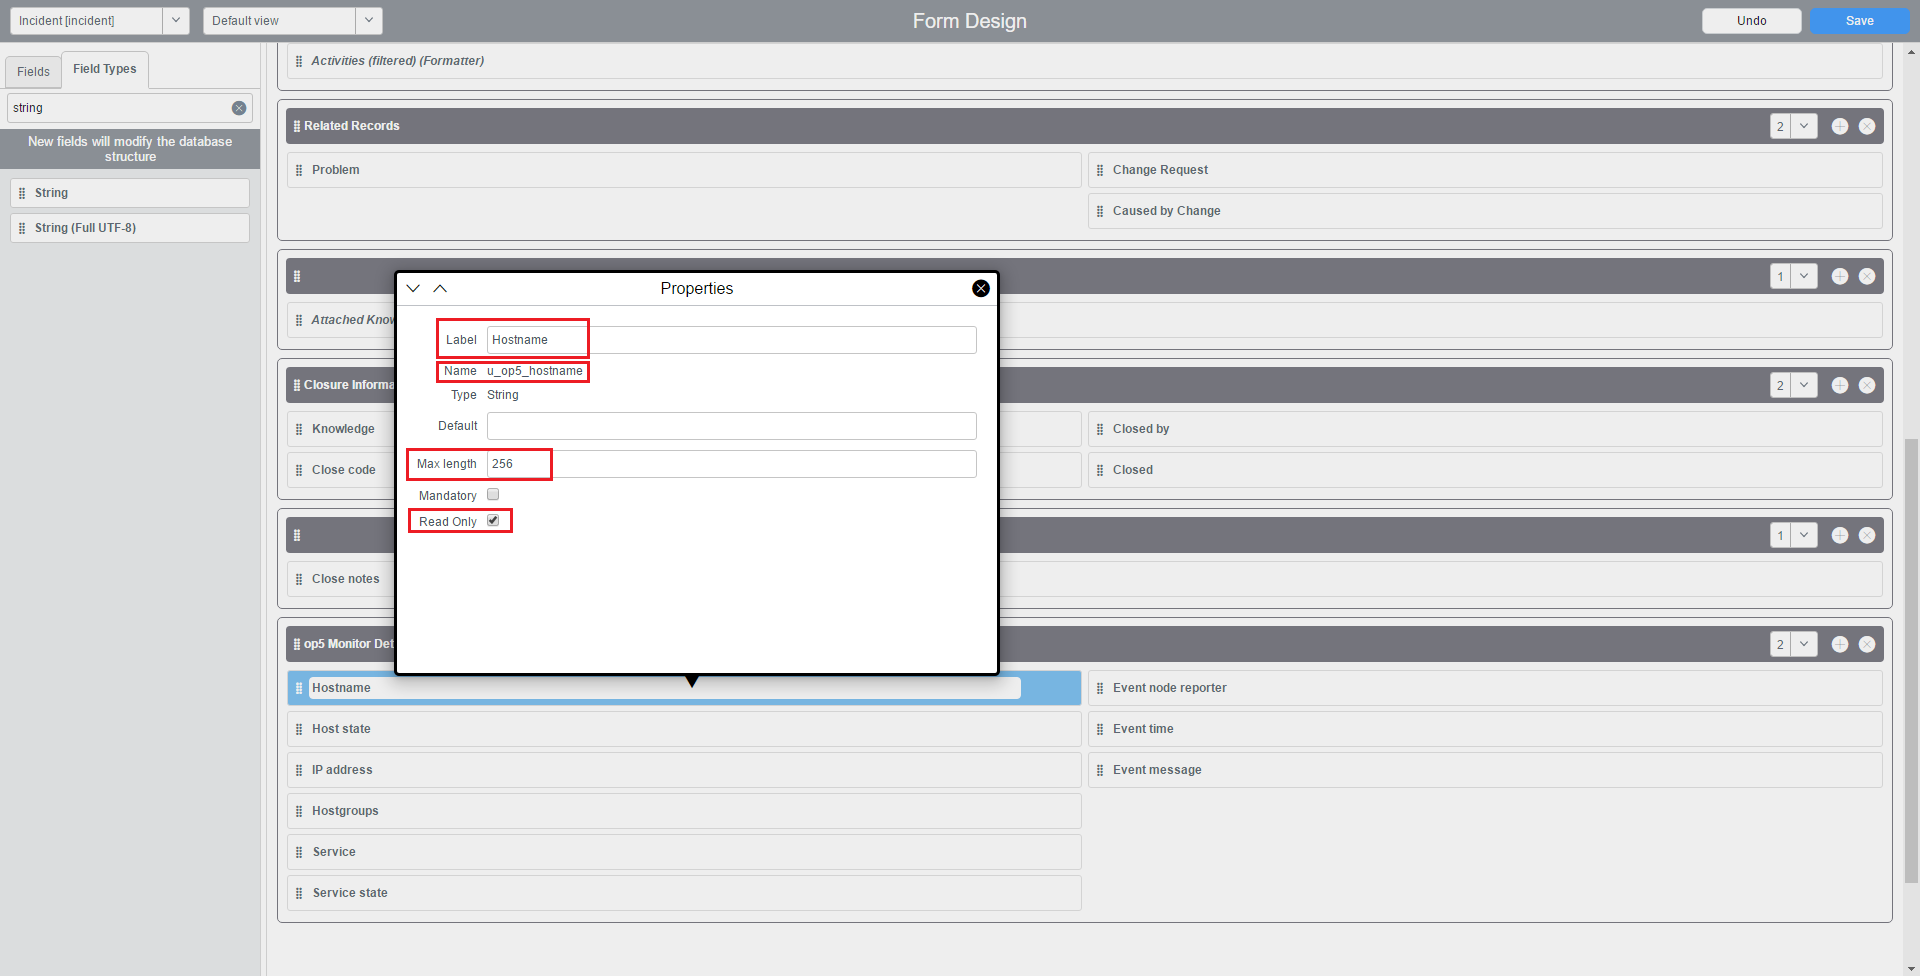 Incident [incident]
Default view
Form Design
Undo
Save
Fields
Field Types
string
New fields will modify the database
structure
String
String (Full UTF-8)
Activities (filtered) (Formatter)
Related Records
2
Problem
Change Request
Caused by Change
1
Attached Know
Properties
Label Hostname
Name u_op5_hostname
Type String
Default
Max length 256
Mandatory
Read Only
Closure Informa
2
Knowledge
Closed by
Close code
Closed
1
Close notes
op5 Monitor Det
2
Hostname
Event node reporter
Host state
Event time
IP address
Event message
Hostgroups
Service
Service state